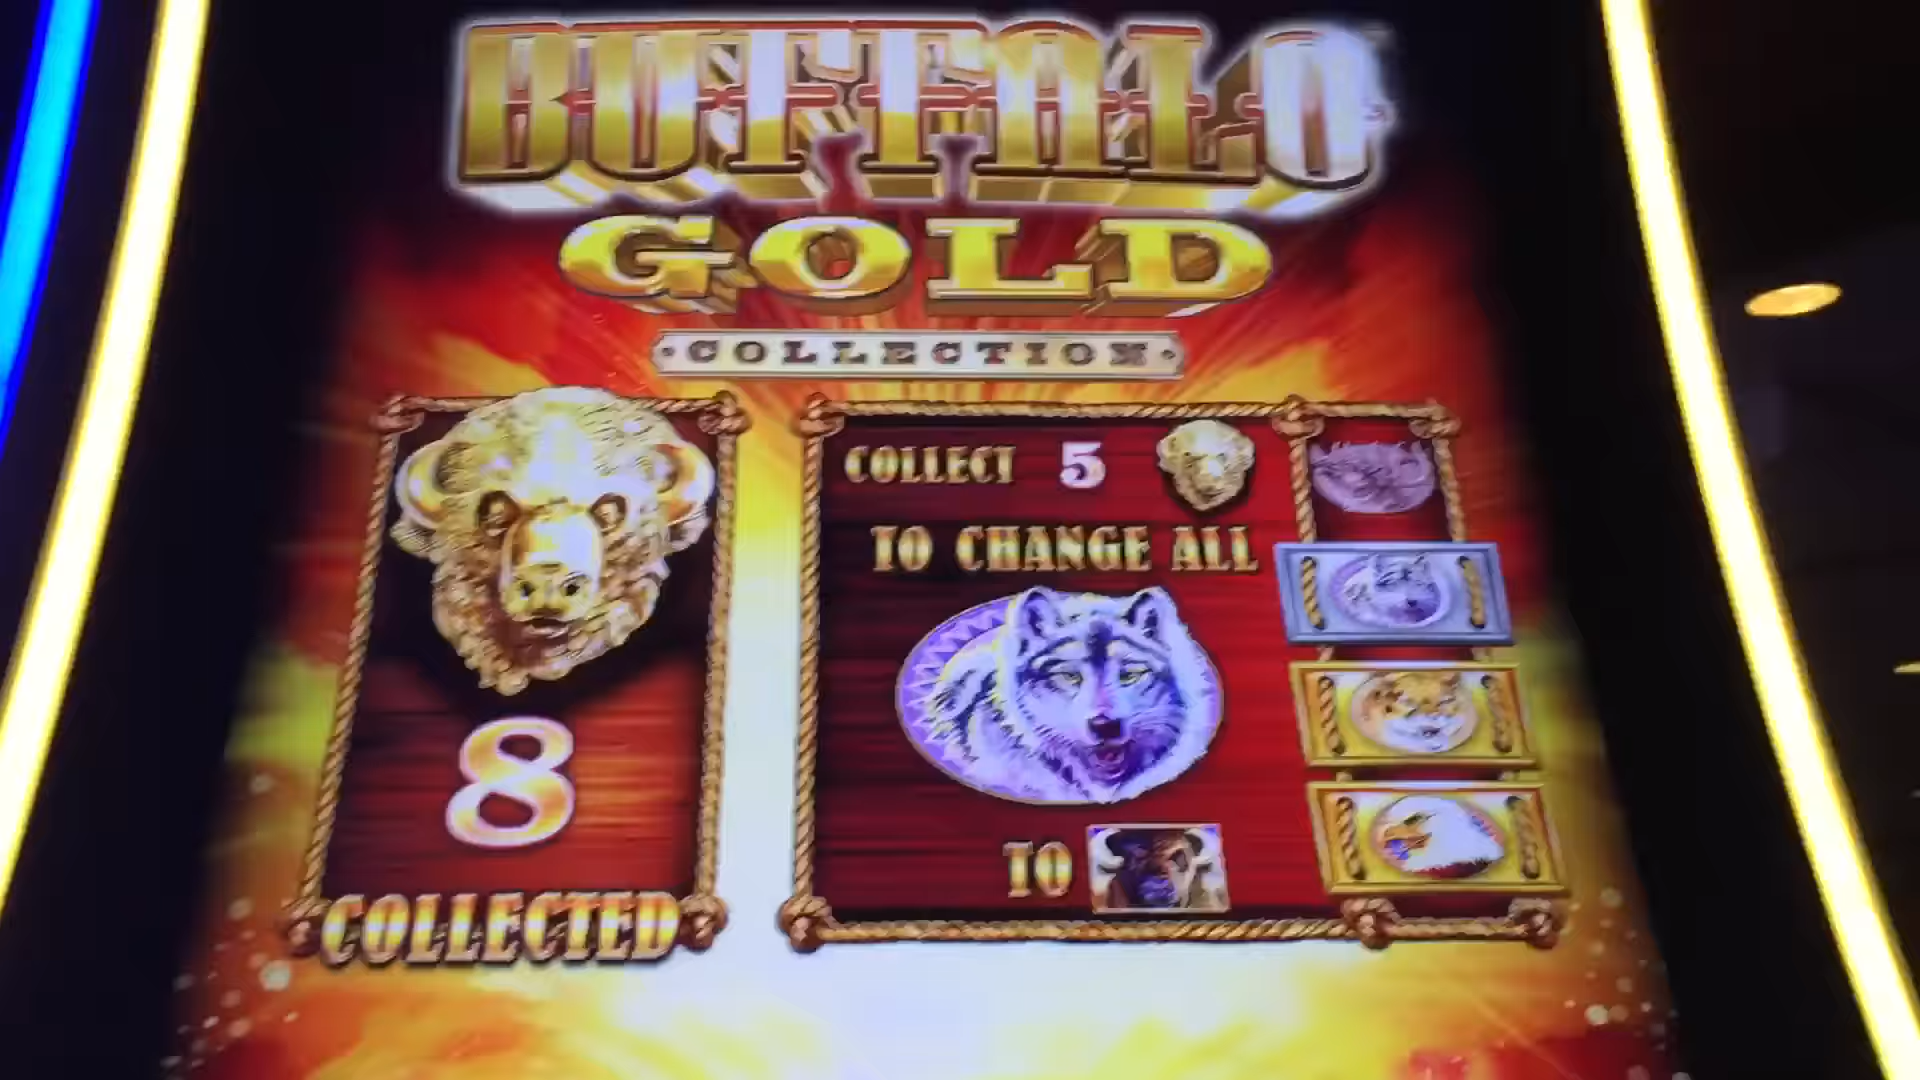 BUFFALO
GOLD
COLLECTION
8
COLLECTED
COLLECT 5
TO CHANGE ALL
TO